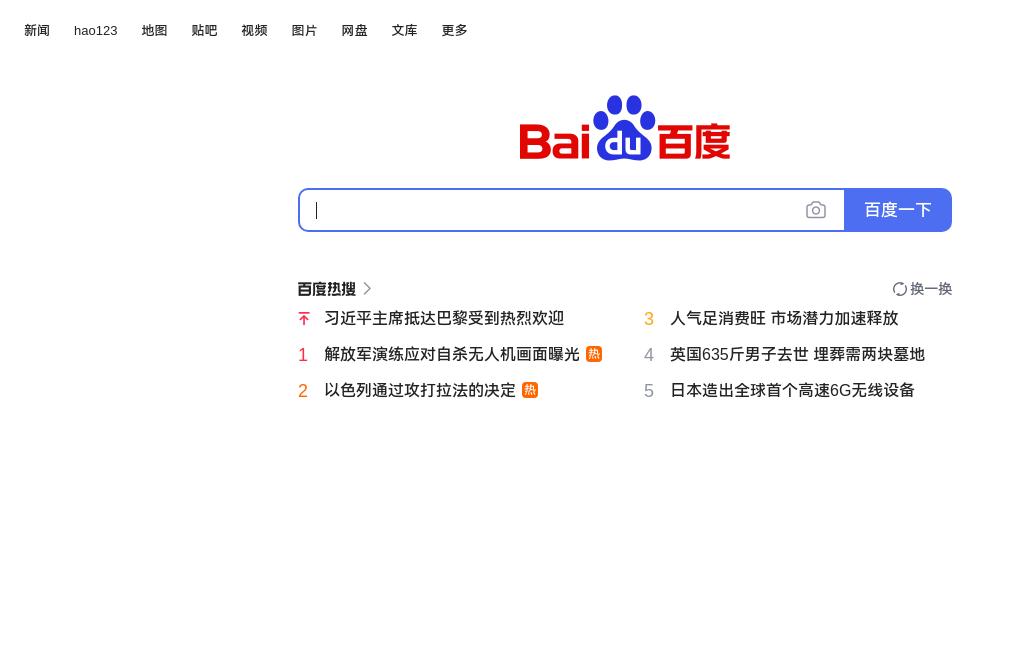 新闻 hao123 地图 贴吧 视频 图片 网盘 文库 更多
Bai du 百度
百度一下
百度热搜 换一换
习近平主席抵达巴黎受到热烈欢迎
1 解放军演练应对自杀无人机画面曝光 热
2 以色列通过攻打拉法的决定 热
3 人气足消费旺 市场潜力加速释放
4 英国635斤男子去世 埋葬需两块墓地
5 日本造出全球首个高速6G无线设备